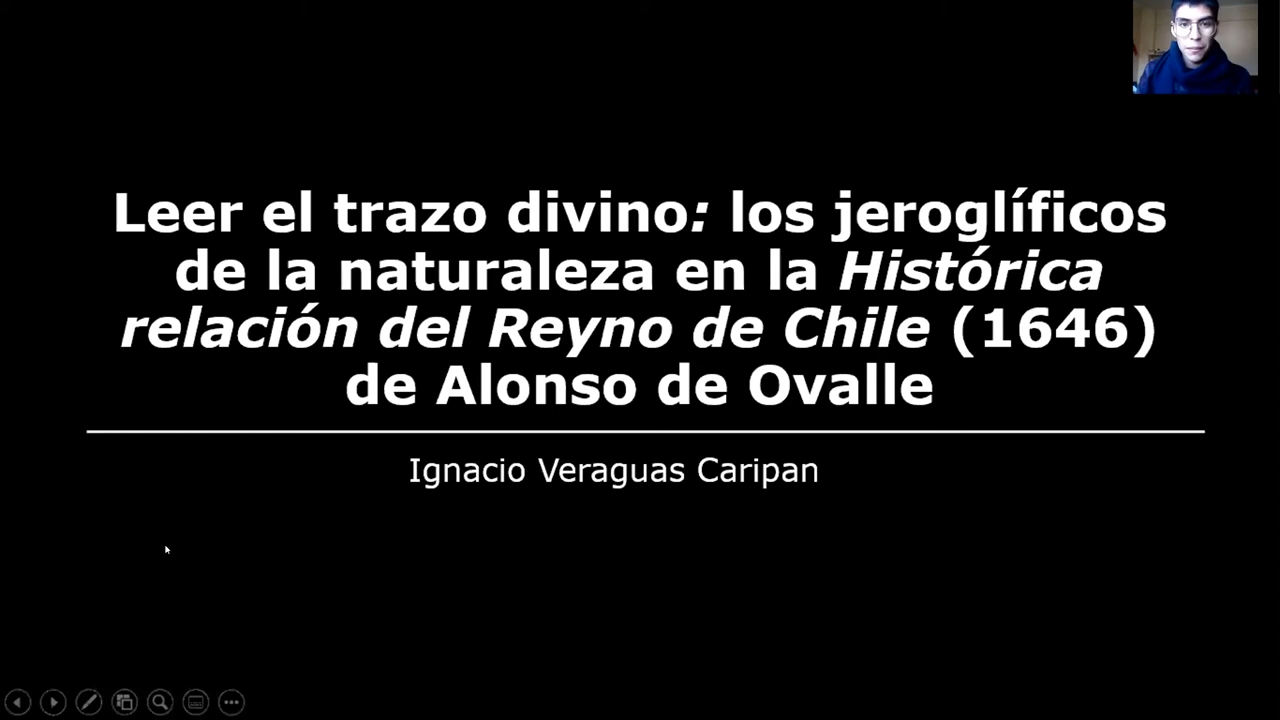 Leer el trazo divino: los jeroglíficos
de la naturaleza en la Histórica
relación del Reyno de Chile (1646)
de Alonso de Ovalle
Ignacio Veraguas Caripan